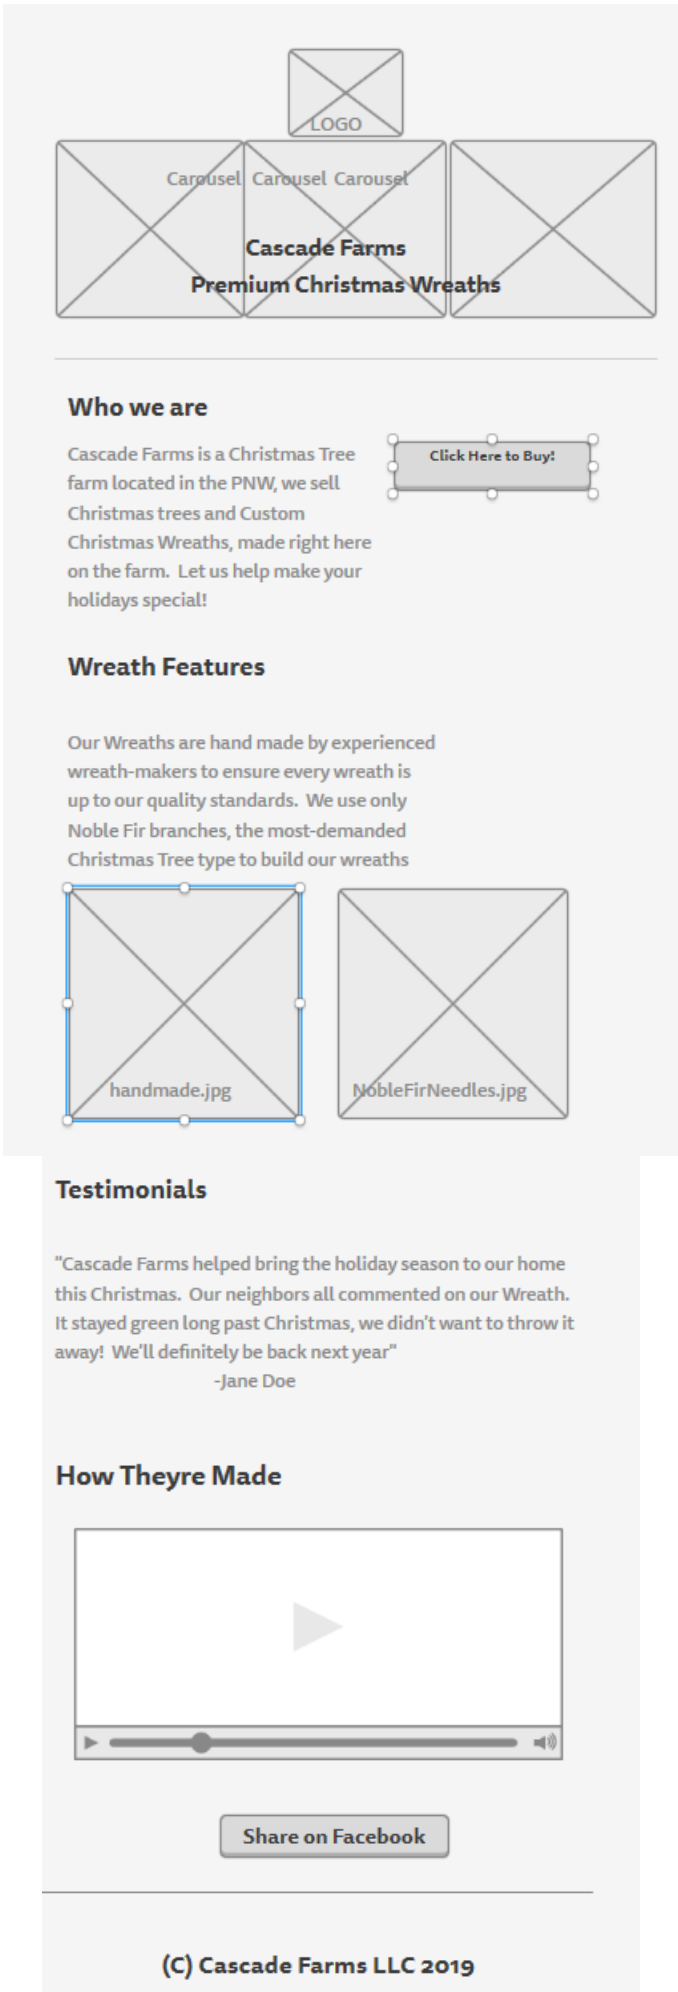 LOGO
Carousel Carousel Carousel
Cascade Farms
Premium Christmas Wreaths
Who we are
Cascade Farms is a Christmas Tree
farm located in the PNW, we sell
Christmas trees and Custom
Christmas Wreaths, made right here
on the farm. Let us help make your
holidays special!
Click Here to Buy!
Wreath Features
Our Wreaths are hand made by experienced
wreath-makers to ensure every wreath is
up to our quality standards. We use only
Noble Fir branches, the most-demanded
Christmas Tree type to build our wreaths
handmade.jpg
NobleFirNeedles.jpg
Testimonials
"Cascade Farms helped bring the holiday season to our home
this Christmas. Our neighbors all commented on our Wreath.
It stayed green long past Christmas, we didn't want to throw it
away! We'll definitely be back next year"
-Jane Doe
How Theyre Made
Share on Facebook
(C) Cascade Farms LLC 2019